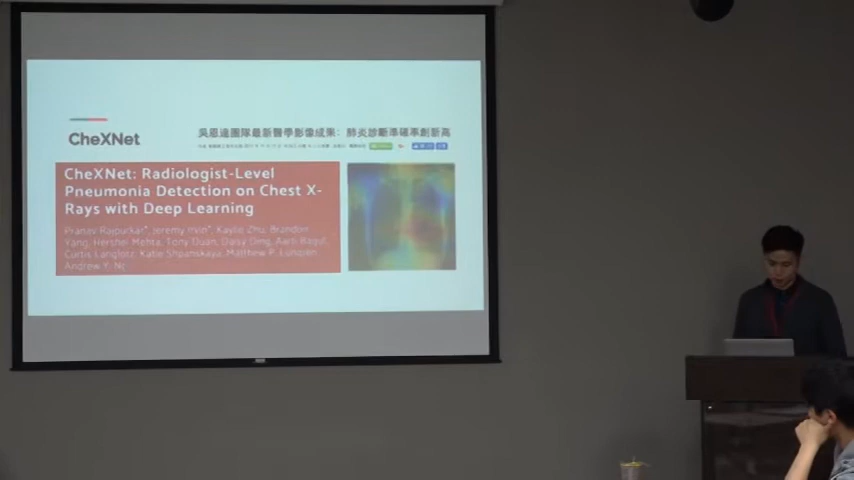 CheXNet
吳恩達團隊最新醫學影像成果：肺炎診斷準確率創新高
CheXNet: Radiologist-Level
Pneumonia Detection on Chest X-
Rays with Deep Learning
Pranav Rajpurkar*, Jeremy Irvin*, Kaylie Zhu, Brandon
Yang, Hershel Mehta, Tony Duan, Daisy Ding, Aarti Bagul,
Curtis Langlotz, Katie Shpanskaya, Matthew P. Lungren,
Andrew Y. Ng